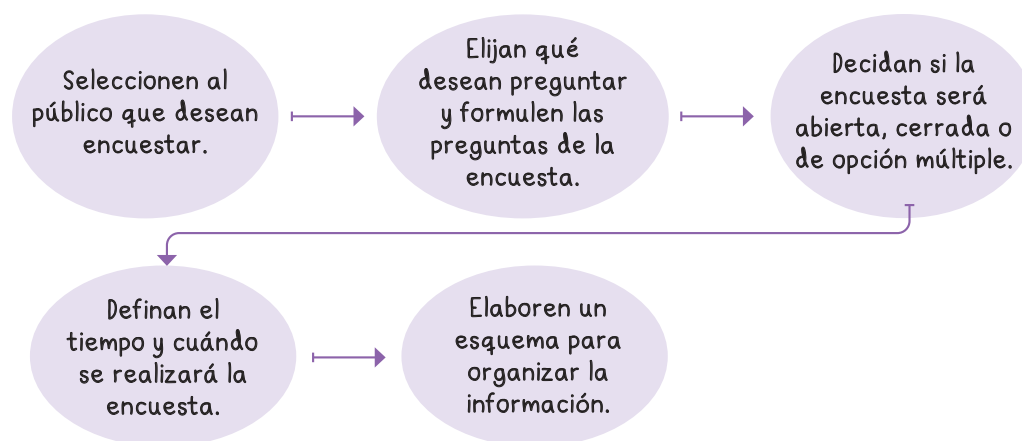 Seleccionen al
público que desean
encuestar.
Elijan qué
desean preguntar
y formulen las
preguntas de la
encuesta.
Decidan si la
encuesta será
abierta, cerrada o
de opción múltiple.
Definan el
tiempo y cuándo
se realizará la
encuesta.
Elaboren un
esquema para
organizar la
información.